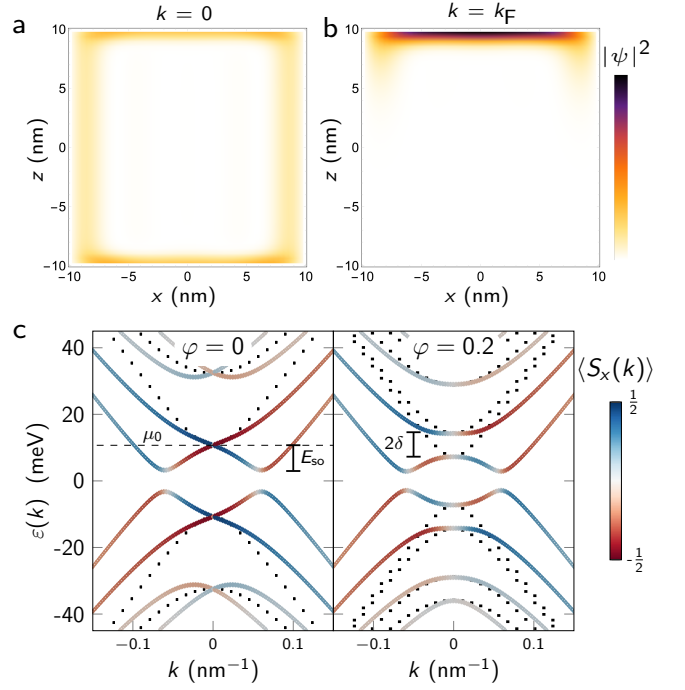 a
k = 0
z (nm)
10
5
0
−5
−10
−10
−5
0
5
10
x (nm)
b
k = k_F
z (nm)
10
5
0
−5
−10
−10
−5
0
5
10
x (nm)
|ψ|²
c
φ = 0
φ = 0.2
ε(k) (meV)
40
20
0
-20
-40
μ₀
E_so
2δ
−0.1
0
0.1
k (nm⁻¹)
−0.1
0
0.1
k (nm⁻¹)
⟨S_x(k)⟩
1/2
-1/2